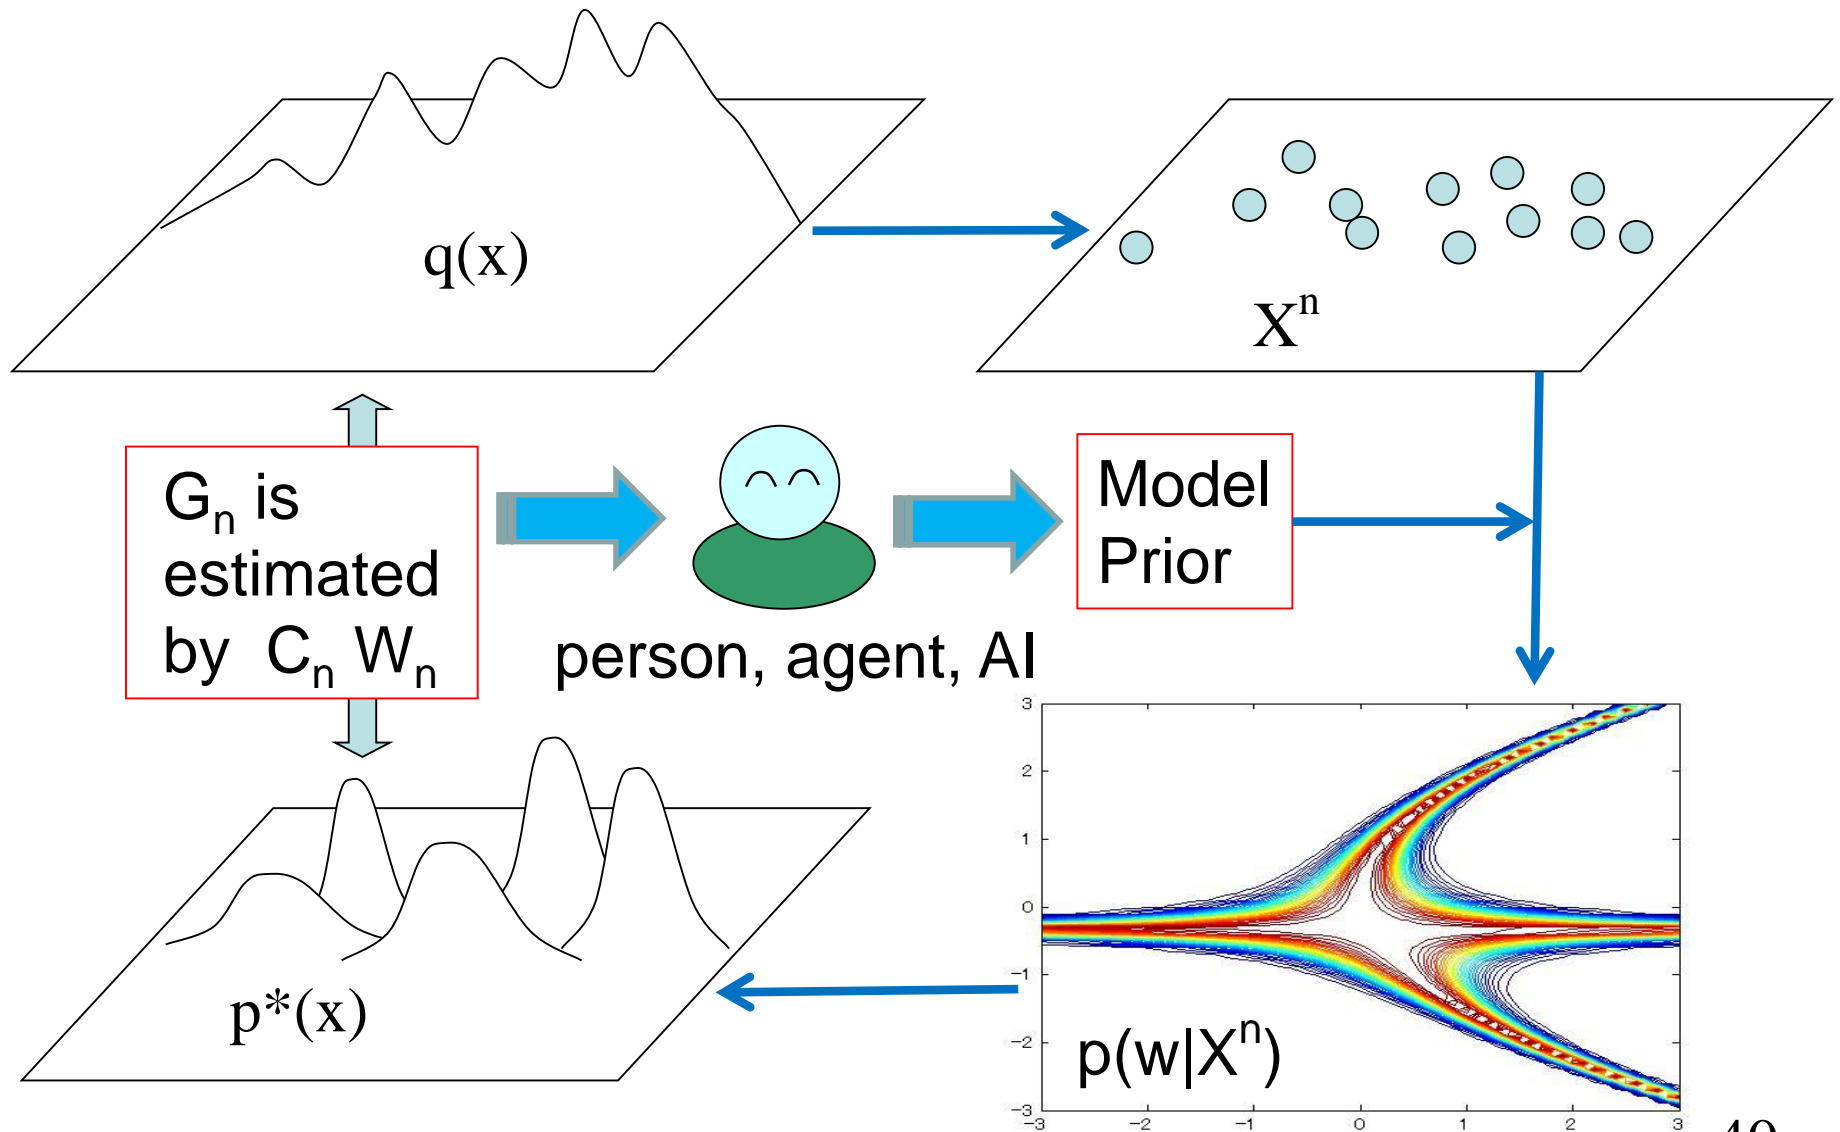 q(x)
Xⁿ
Gₙ is
estimated
by Cₙ Wₙ
person, agent, AI
Model
Prior
p*(x)
p(w|Xⁿ)
3
2
1
0
−1
−2
−3
−3 −2 −1 0 1 2 3